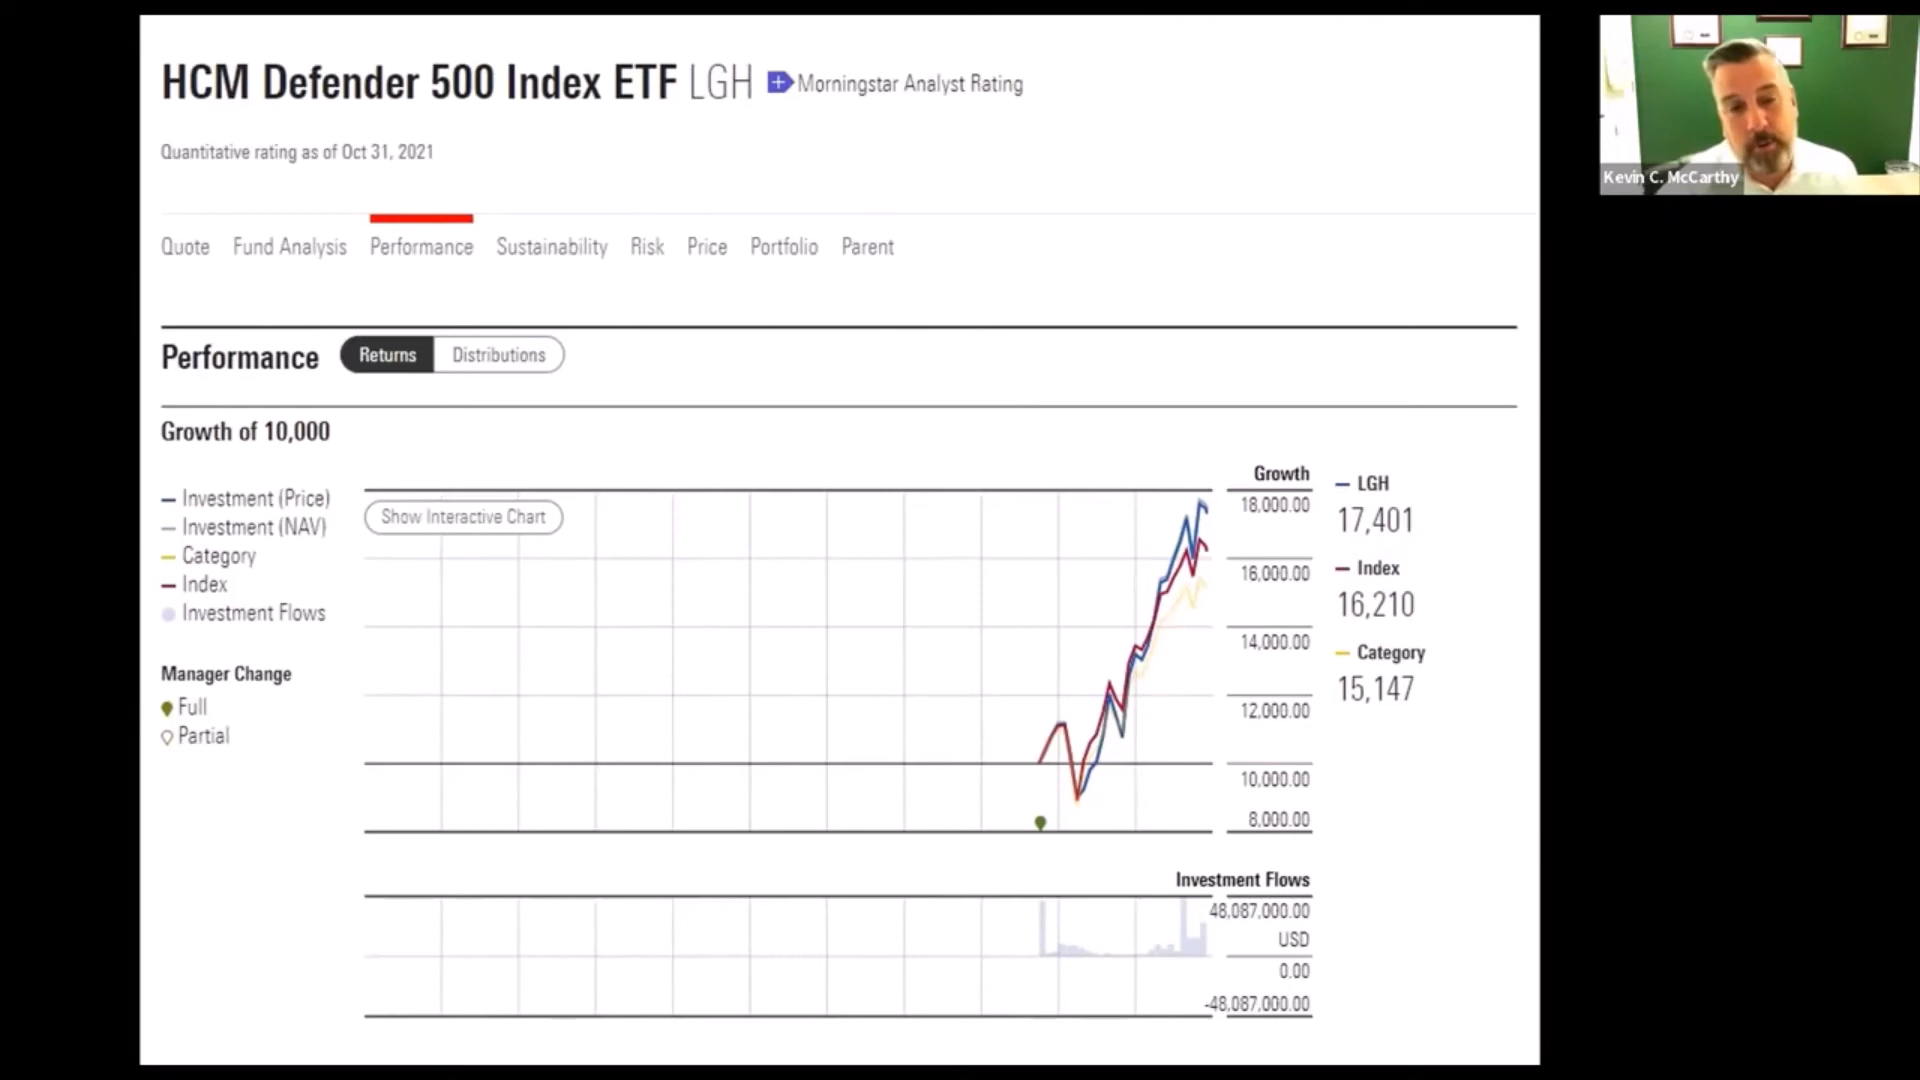 HCM Defender 500 Index ETF LGH + Morningstar Analyst Rating
Quantitative rating as of Oct 31, 2021
Quote Fund Analysis Performance Sustainability Risk Price Portfolio Parent
Performance Returns Distributions
Growth of 10,000
Investment (Price)
Investment (NAV)
Category
Index
Investment Flows
Manager Change
Full
Partial
Show Interactive Chart
Growth
18,000.00
16,000.00
14,000.00
12,000.00
10,000.00
8,000.00
LGH
17,401
Index
16,210
Category
15,147
Investment Flows
48,087,000.00
USD
0.00
-48,087,000.00
Kevin C. McCarthy